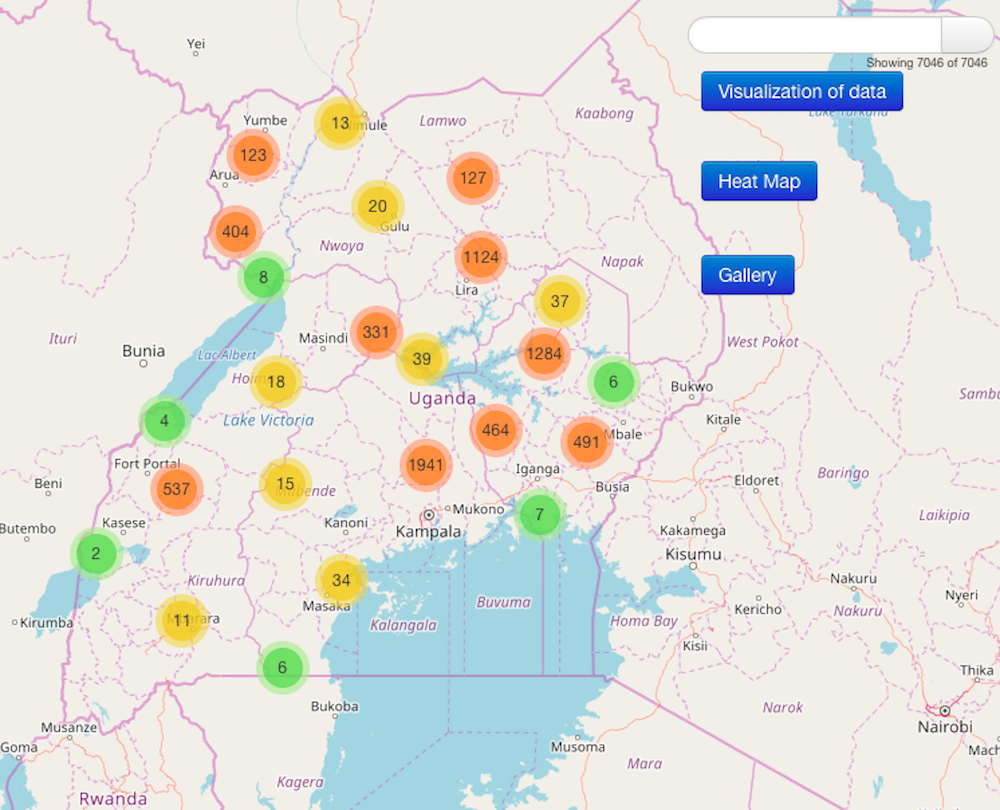 Yei
Showing 7046 of 7046
Visualization of data
Lake Turkana
Yumbe
13
Lamwo
Kaabong
123
Arua
127
Heat Map
20
Gulu
404
Nwoya
1124
Napak
Gallery
8
Lira
37
Ituri
Masindi
331
39
1284
West Pokot
Bunia
Lac Albert
18
6
Bukwo
Sambu
Uganda
4
Lake Victoria
464
491
Mbale
Kitale
Fort Portal
1941
Iganga
Beni
537
15
Mubende
Busia
Eldoret
Baringo
Butembo
Kasese
Kanoni
Mukono
7
Kampala
Kakamega
Laikipia
2
Kisumu
Kiruhura
34
Masaka
Buvuma
Nakuru
Nyeri
Kirumba
11
Kalangala
Homa Bay
Kericho
Nakuru
Kisii
6
Thika
Bukoba
Narok
Nairobi
Musanze
Goma
Musoma
Mach
Kagera
Mara
Rwanda